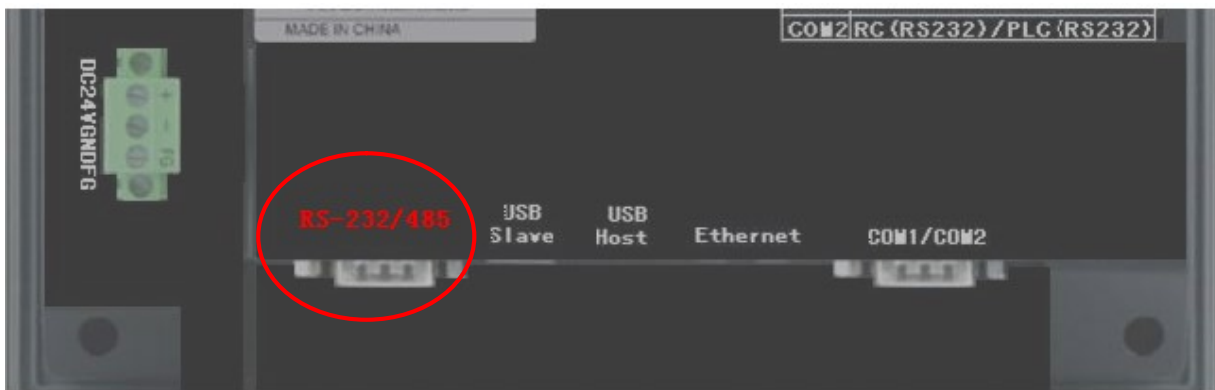 MADE IN CHINA
COM2 RC(RS232)/PLC(RS232)
DC24VGNDFG
+
-
FG
RS-232/485
USB
Slave
USB
Host
Ethernet
COM1/COM2